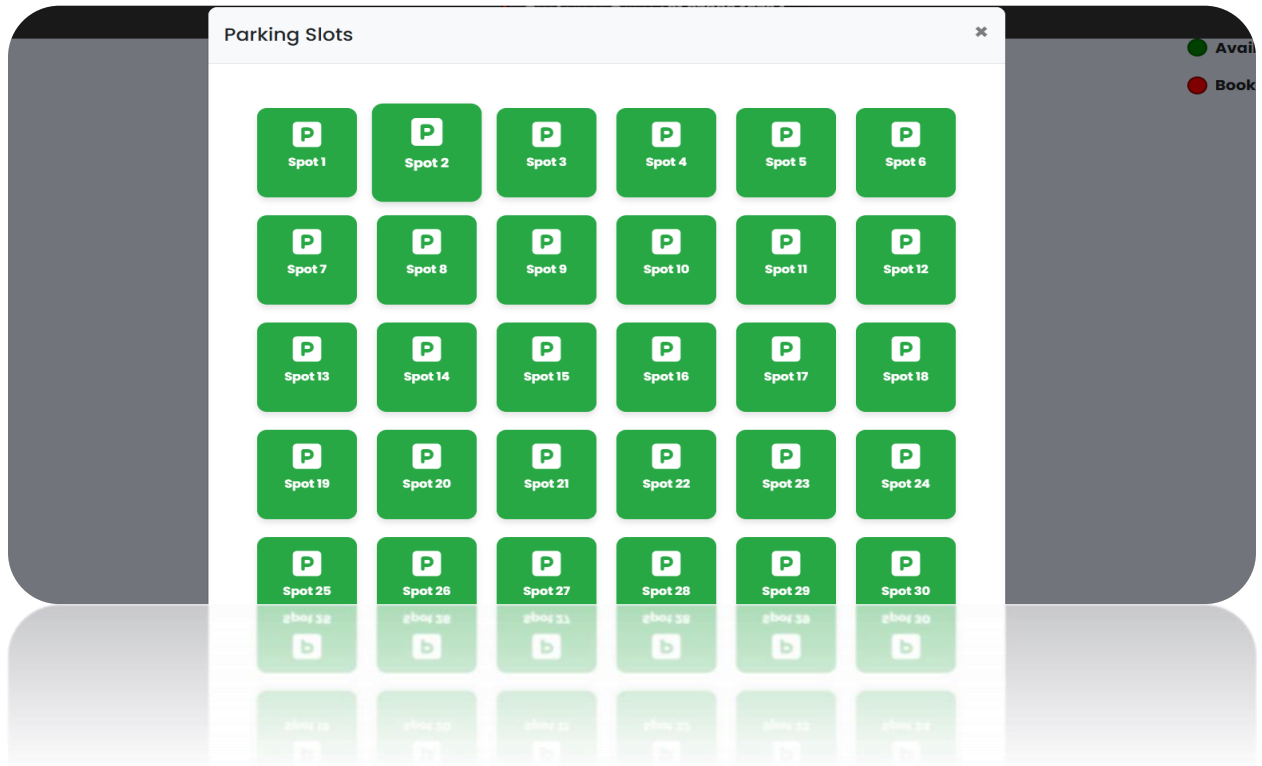 Parking Slots ✖
Avai
Book
P P P P P P
Spot 1 Spot 2 Spot 3 Spot 4 Spot 5 Spot 6
P P P P P P
Spot 7 Spot 8 Spot 9 Spot 10 Spot 11 Spot 12
P P P P P P
Spot 13 Spot 14 Spot 15 Spot 16 Spot 17 Spot 18
P P P P P P
Spot 19 Spot 20 Spot 21 Spot 22 Spot 23 Spot 24
P P P P P P
Spot 25 Spot 26 Spot 27 Spot 28 Spot 29 Spot 30